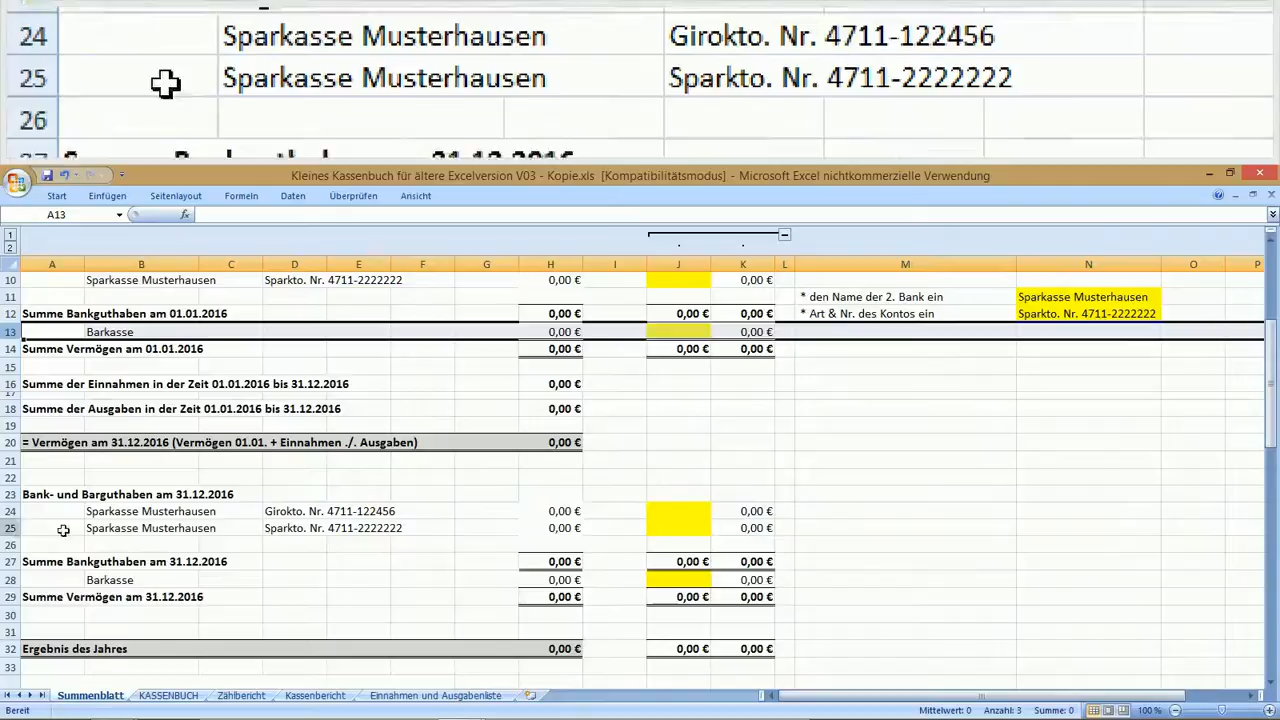 24 Sparkasse Musterhausen Girokto. Nr. 4711-122456
25 Sparkasse Musterhausen Sparkto. Nr. 4711-2222222
26
Kleines Kassenbuch für ältere Excelversion V03 - Kopie.xls [Kompatibilitätsmodus] - Microsoft Excel nichtkommerzielle Verwendung
Start Einfügen Seitenlayout Formeln Daten Überprüfen Ansicht
A13 fx
1
2
A B C D E F G H I J K L M N O P
10 Sparkasse Musterhausen Sparkto. Nr. 4711-2222222 0,00 € 0,00 €
11 * den Name der 2. Bank ein Sparkasse Musterhausen
12 Summe Bankguthaben am 01.01.2016 0,00 € 0,00 € 0,00 € * Art & Nr. des Kontos ein Sparkto. Nr. 4711-2222222
13 Barkasse 0,00 € 0,00 €
14 Summe Vermögen am 01.01.2016 0,00 € 0,00 € 0,00 €
15
16 Summe der Einnahmen in der Zeit 01.01.2016 bis 31.12.2016 0,00 €
17
18 Summe der Ausgaben in der Zeit 01.01.2016 bis 31.12.2016 0,00 €
19
20 = Vermögen am 31.12.2016 (Vermögen 01.01. + Einnahmen ./. Ausgaben) 0,00 €
21
22
23 Bank- und Barguthaben am 31.12.2016
24 Sparkasse Musterhausen Girokto. Nr. 4711-122456 0,00 € 0,00 €
25 Sparkasse Musterhausen Sparkto. Nr. 4711-2222222 0,00 € 0,00 €
26
27 Summe Bankguthaben am 31.12.2016 0,00 € 0,00 € 0,00 €
28 Barkasse 0,00 € 0,00 €
29 Summe Vermögen am 31.12.2016 0,00 € 0,00 € 0,00 €
30
31
32 Ergebnis des Jahres 0,00 € 0,00 € 0,00 €
33
Summenblatt KASSENBUCH Zählbericht Kassenbericht Einnahmen und Ausgabenliste
Bereit Mittelwert: 0 Anzahl: 3 Summe: 0 100 %